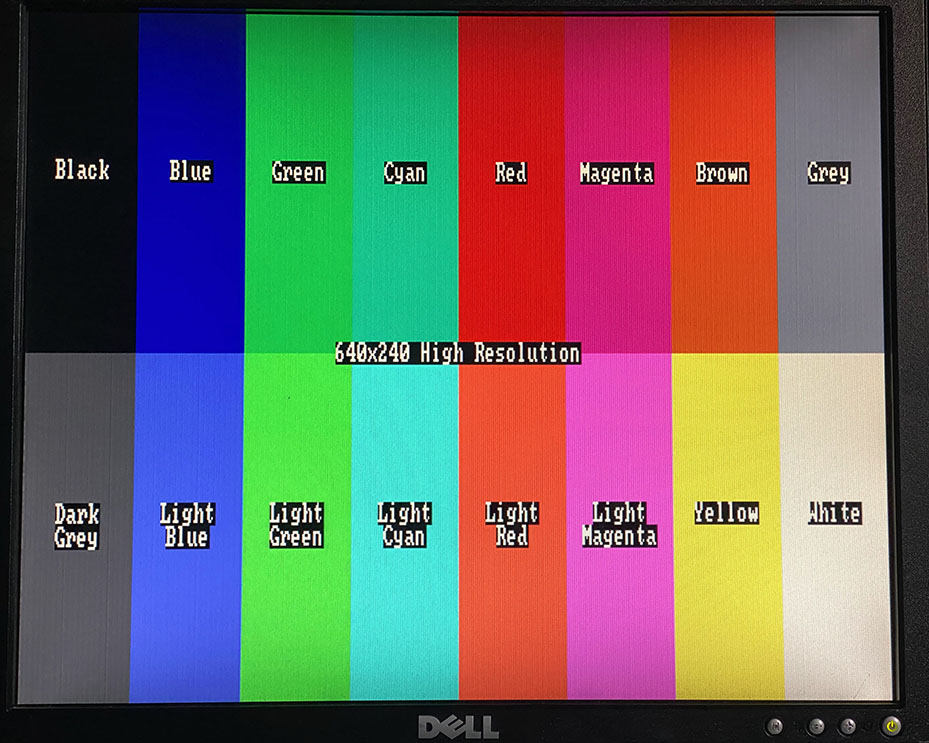 Black Blue Green Cyan Red Magenta Brown Grey
640x240 High Resolution
Dark Light Light Light Light Light Yellow White
Grey Blue Green Cyan Red Magenta
DELL